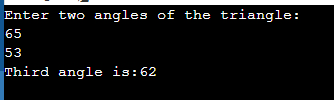 Enter two angles of the triangle:
65
53
Third angle is:62